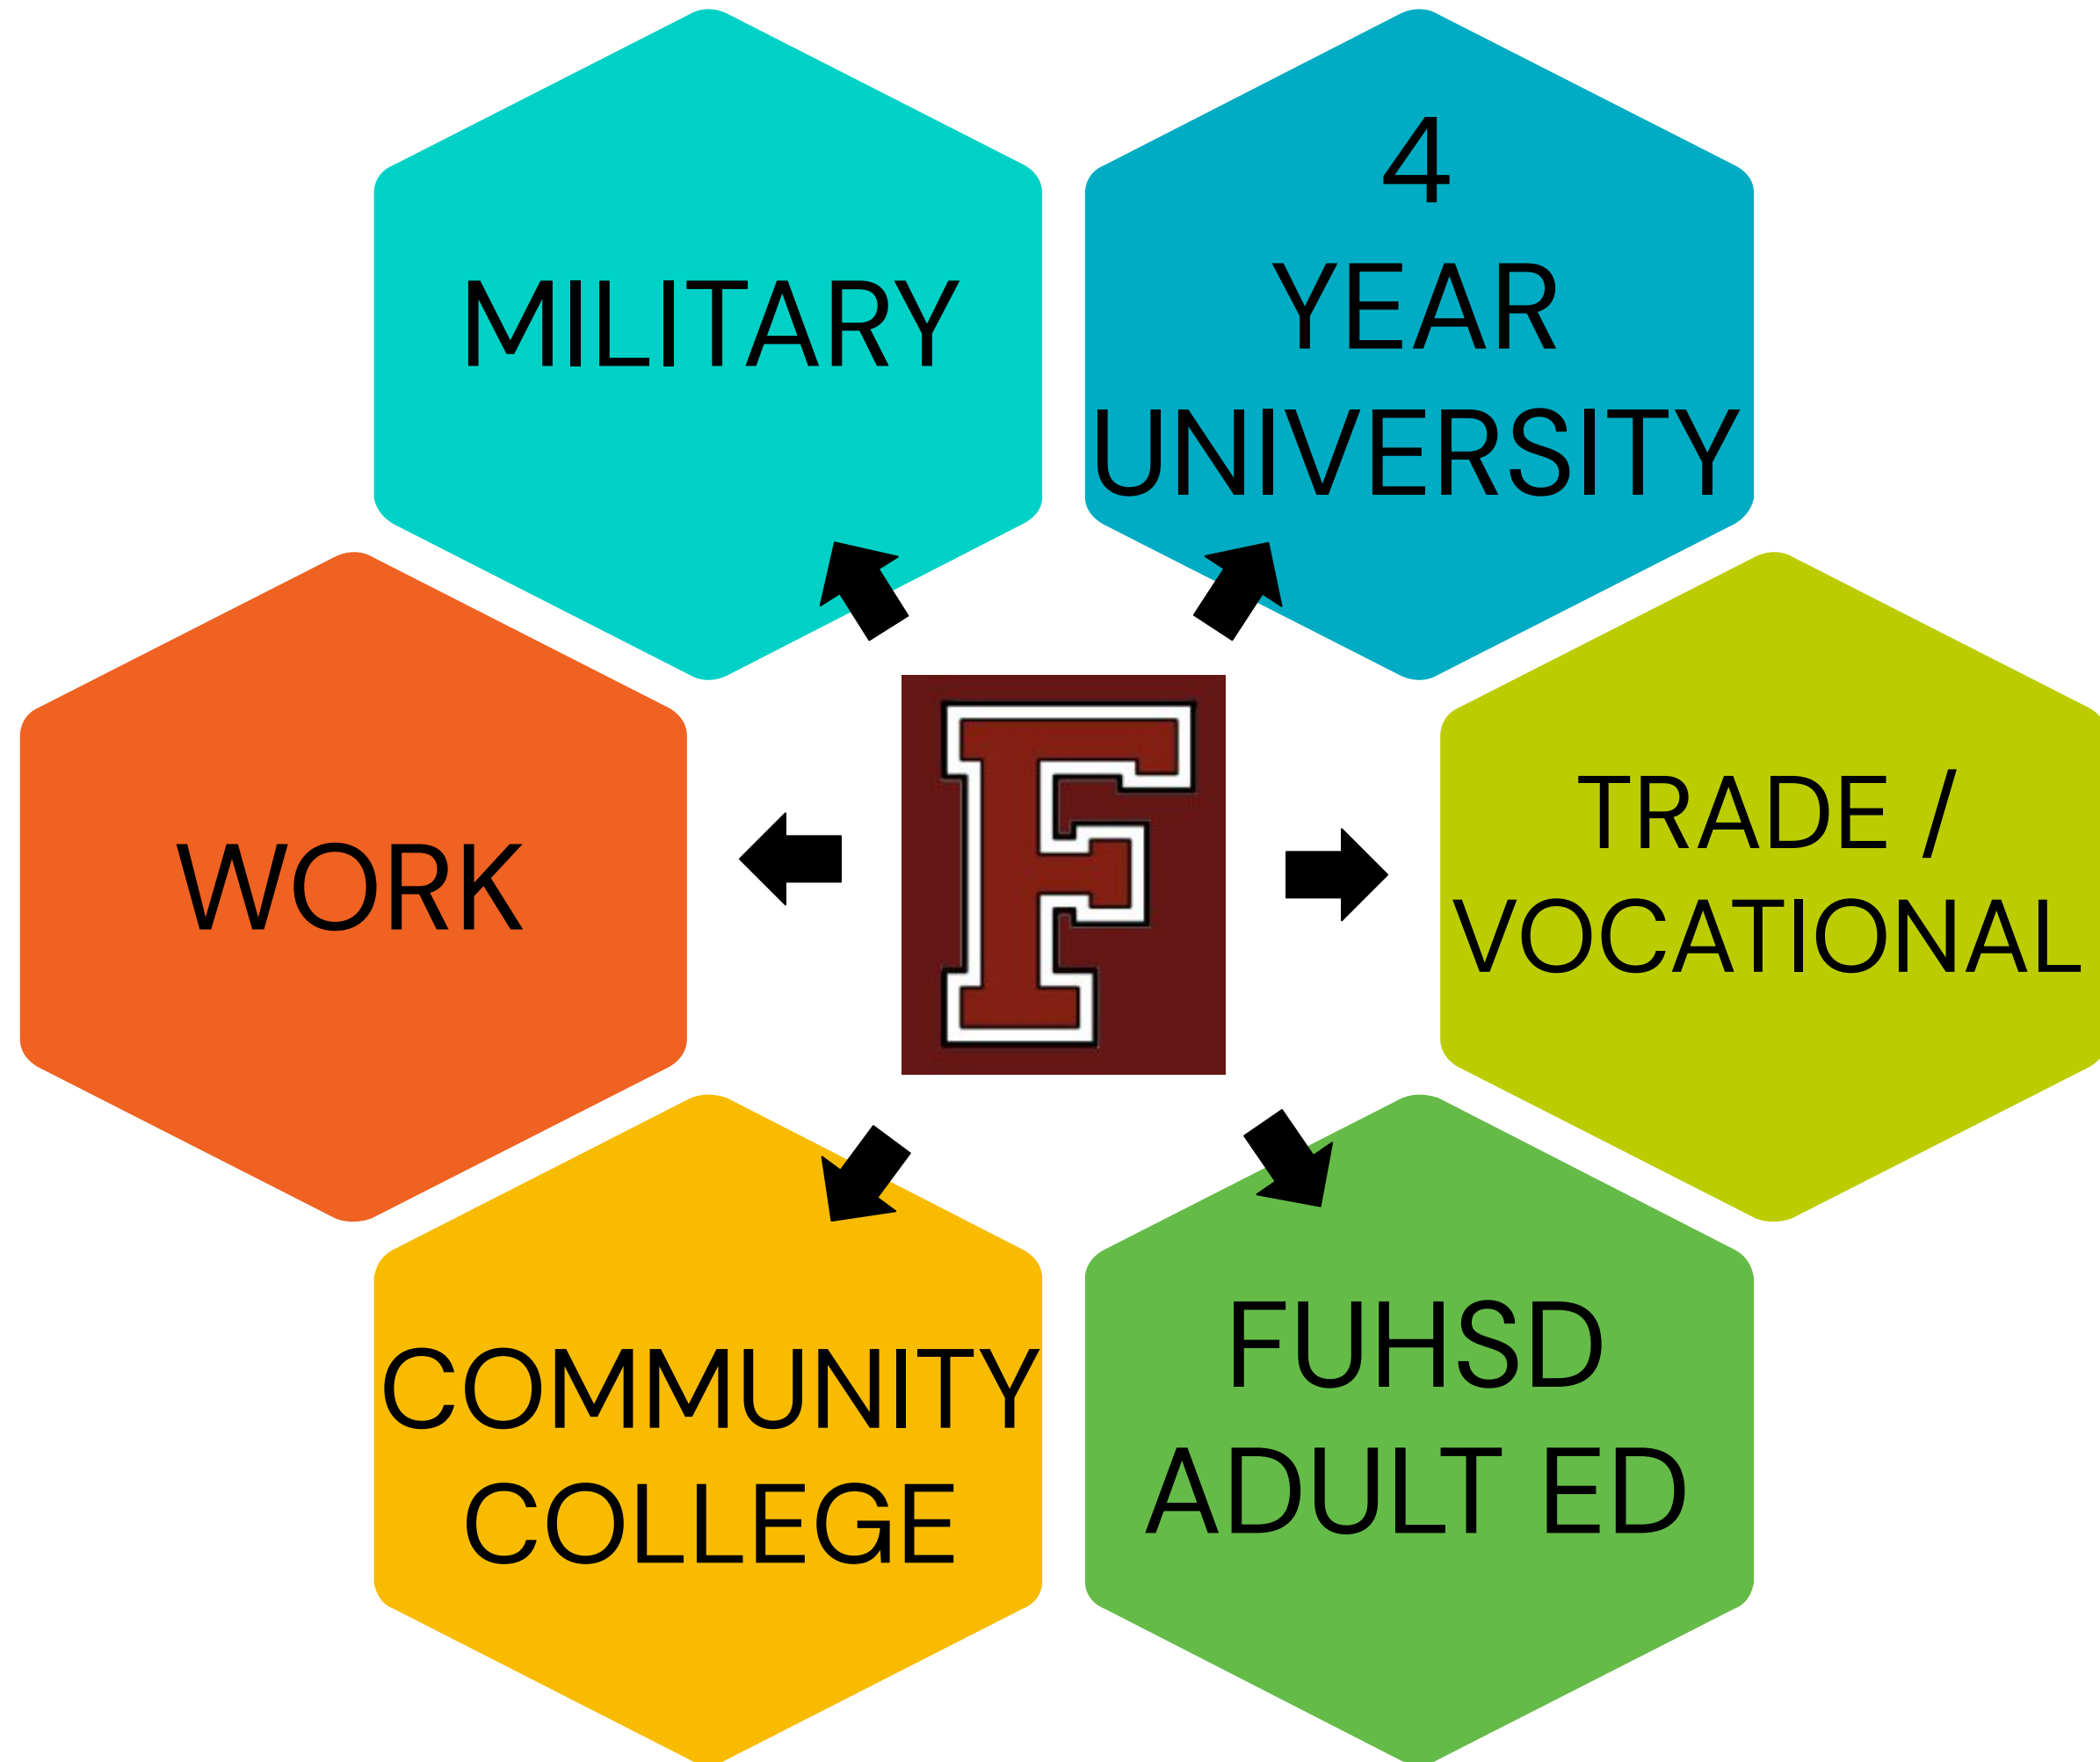 MILITARY
4
YEAR
UNIVERSITY
WORK
F
TRADE /
VOCATIONAL
COMMUNITY
COLLEGE
FUHSD
ADULT ED